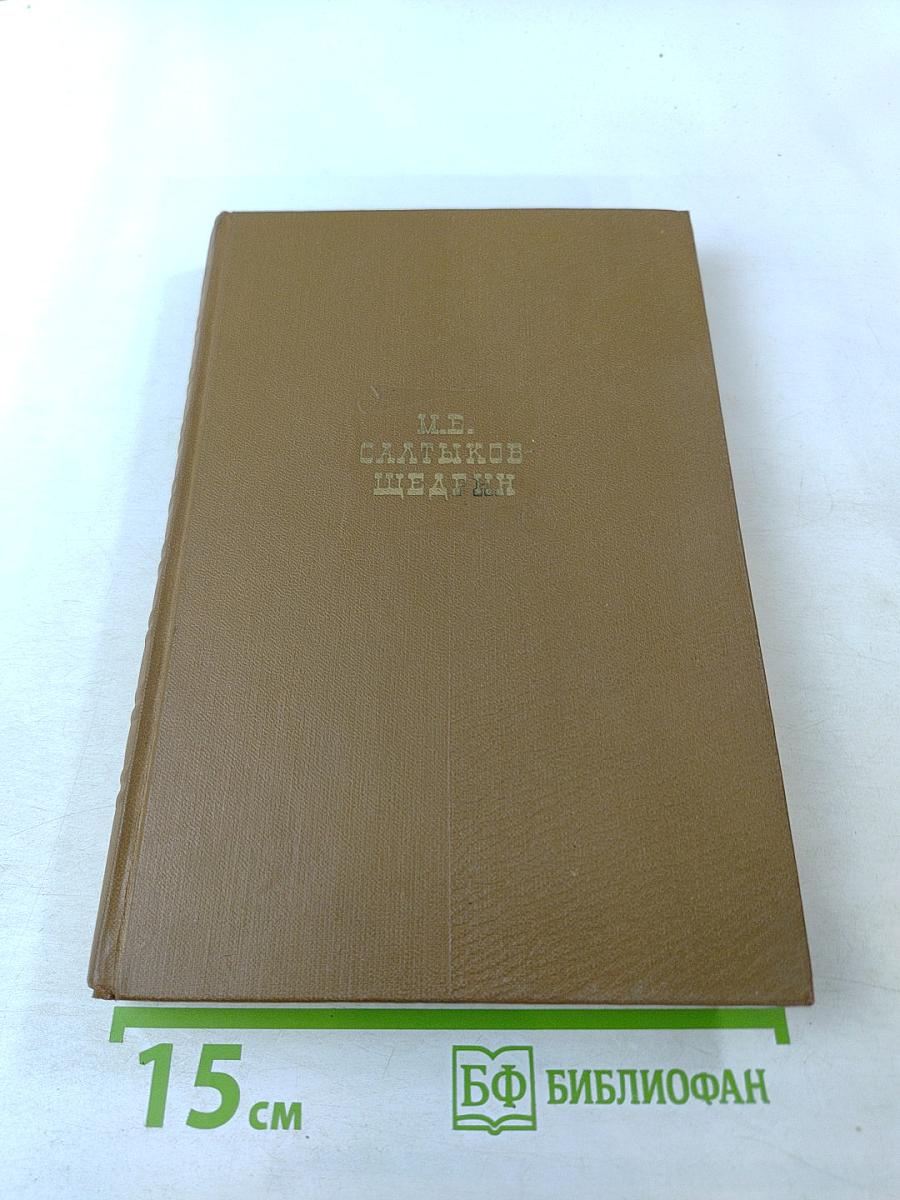 М.Е.
САЛТЫКОВ-
ЩЕДРИН
15 см
БФ БИБЛИОФАН